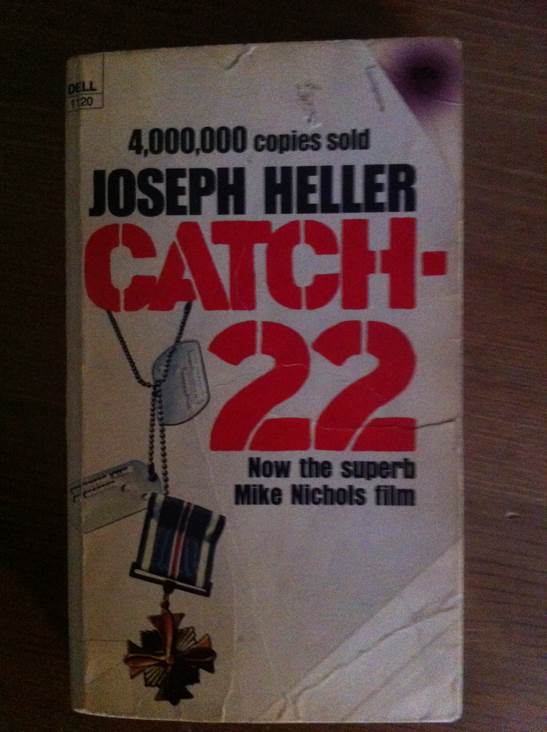 DELL
1120
4,000,000 copies sold
JOSEPH HELLER
CATCH-
22
Now the superb
Mike Nichols film